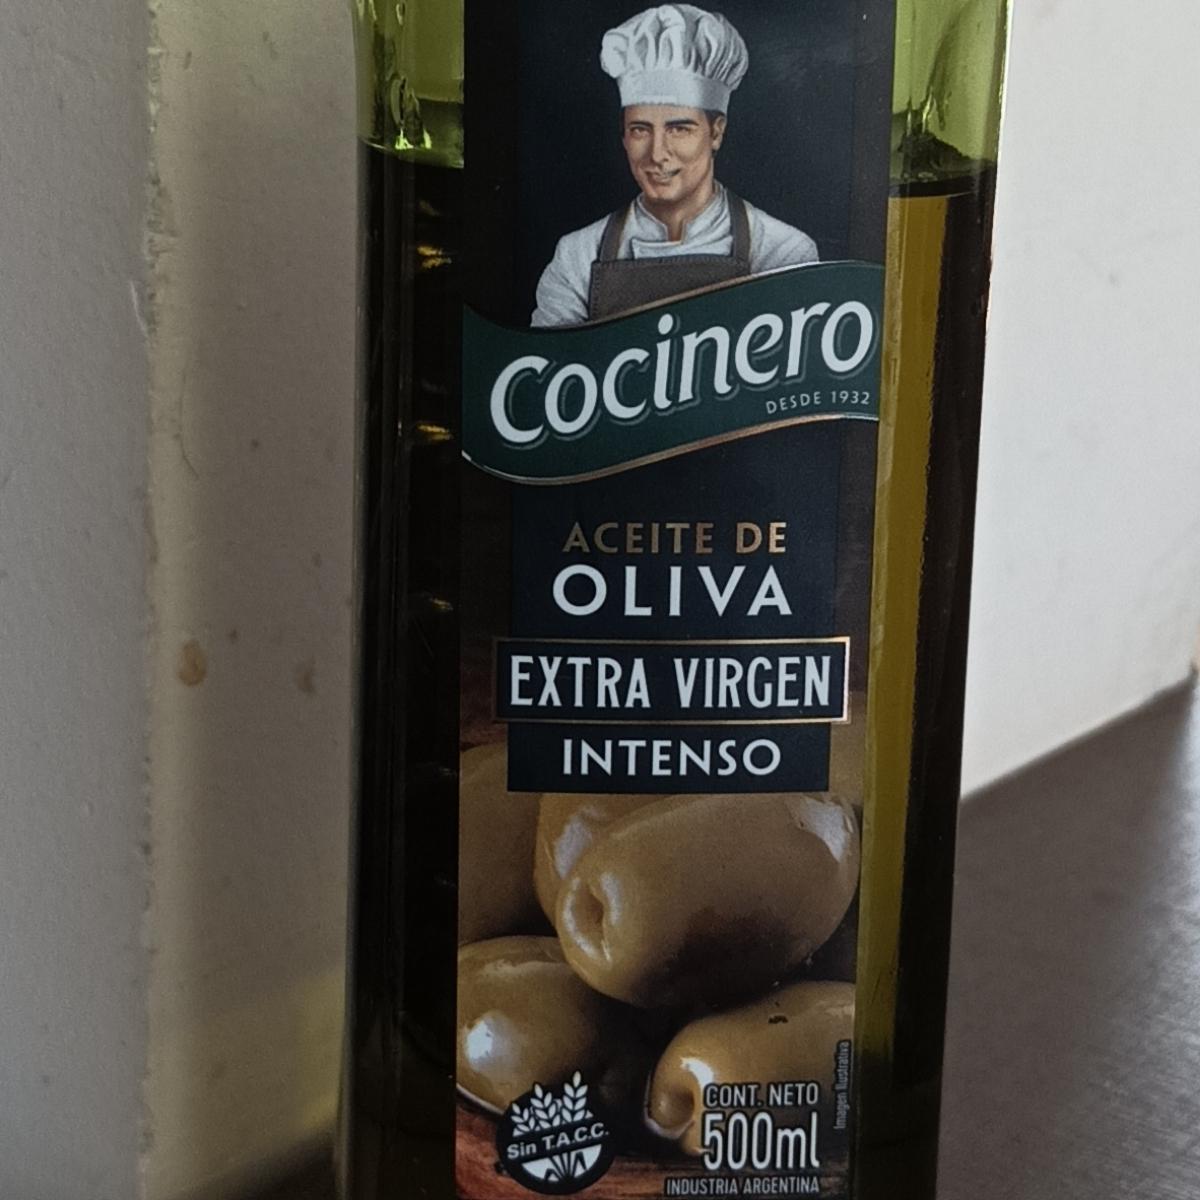 Cocinero
DESDE 1932
ACEITE DE
OLIVA
EXTRA VIRGEN
INTENSO
Sin T.A.C.C.
CONT. NETO
500ml
INDUSTRIA ARGENTINA
Imagen Ilustrativa